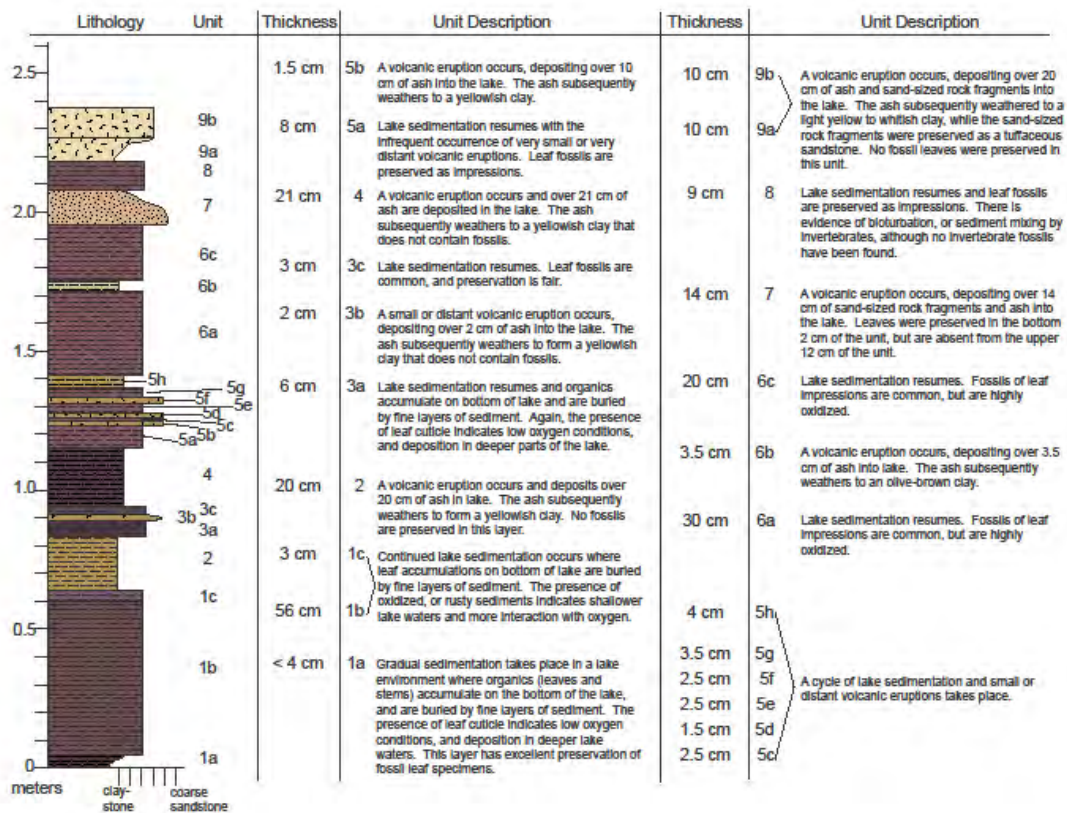 Lithology Unit Thickness Unit Description Thickness Unit Description
2.5
2.0
1.5
1.0
0.5
0
meters
clay-
stone
coarse
sandstone
9b
9a
8
7
6c
6b
6a
5h
5g
5f
5e
5d
5c
5b
5a
4
3c
3b
3a
2
1c
1b
1a
1.5 cm 5b A volcanic eruption occurs, depositing over 10
cm of ash into the lake. The ash subsequently
weathers to a yellowish clay.
8 cm 5a Lake sedimentation resumes with the
infrequent occurrence of very small or very
distant volcanic eruptions. Leaf fossils are
preserved as impressions.
21 cm 4 A volcanic eruption occurs and over 21 cm of
ash are deposited in the lake. The ash
subsequently weathers to a yellowish clay that
does not contain fossils.
3 cm 3c Lake sedimentation resumes. Leaf fossils are
common, and preservation is fair.
2 cm 3b A small or distant volcanic eruption occurs,
depositing over 2 cm of ash into the lake. The
ash subsequently weathers to form a yellowish
clay that does not contain fossils.
6 cm 3a Lake sedimentation resumes and organics
accumulate on bottom of lake and are buried
by fine layers of sediment. Again, the presence
of leaf cuticle indicates low oxygen conditions,
and deposition in deeper parts of the lake.
20 cm 2 A volcanic eruption occurs and deposits over
20 cm of ash in lake. The ash subsequently
weathers to form a yellowish clay. No fossils
are preserved in this layer.
3 cm 1c Continued lake sedimentation occurs where
leaf accumulations on bottom of lake are buried
by fine layers of sediment. The presence of
oxidized, or rusty sediments indicates shallower
56 cm 1b lake waters and more interaction with oxygen.
< 4 cm 1a Gradual sedimentation takes place in a lake
environment where organics (leaves and
stems) accumulate on the bottom of the lake,
and are buried by fine layers of sediment. The
presence of leaf cuticle indicates low oxygen
conditions, and deposition in deeper lake
waters. This layer has excellent preservation of
fossil leaf specimens.
10 cm 9b A volcanic eruption occurs, depositing over 20
cm of ash and sand-sized rock fragments into
the lake. The ash subsequently weathered to a
10 cm 9a light yellow to whitish clay, while the sand-sized
rock fragments were preserved as a tuffaceous
sandstone. No fossil leaves were preserved in
this unit.
9 cm 8 Lake sedimentation resumes and leaf fossils
are preserved as impressions. There is
evidence of bioturbation, or sediment mixing by
invertebrates, although no invertebrate fossils
have been found.
14 cm 7 A volcanic eruption occurs, depositing over 14
cm of sand-sized rock fragments and ash into
the lake. Leaves were preserved in the bottom
2 cm of the unit, but are absent from the upper
12 cm of the unit.
20 cm 6c Lake sedimentation resumes. Fossils of leaf
impressions are common, but are highly
oxidized.
3.5 cm 6b A volcanic eruption occurs, depositing over 3.5
cm of ash into lake. The ash subsequently
weathers to an olive-brown clay.
30 cm 6a Lake sedimentation resumes. Fossils of leaf
impressions are common, but are highly
oxidized.
4 cm 5h
3.5 cm 5g
2.5 cm 5f A cycle of lake sedimentation and small or
2.5 cm 5e distant volcanic eruptions takes place.
1.5 cm 5d
2.5 cm 5c